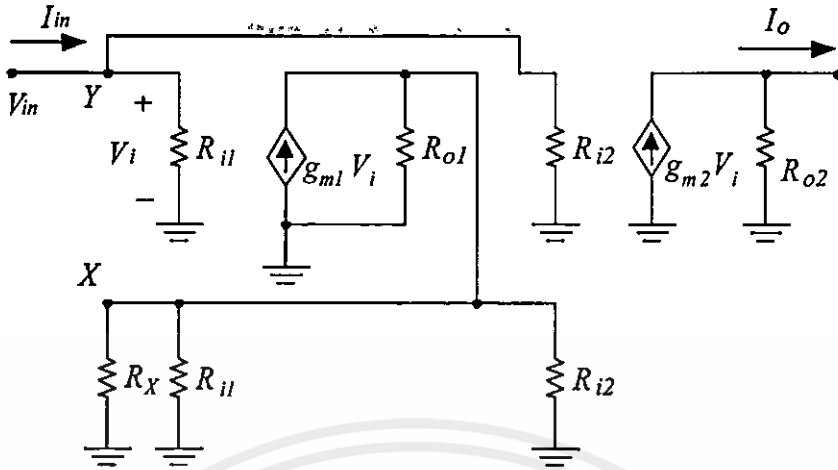 I_in
I_o
V_in
Y
+
V_i
−
R_i1
g_m1 V_i
R_o1
R_i2
g_m2 V_i
R_o2
X
R_X
R_i1
R_i2